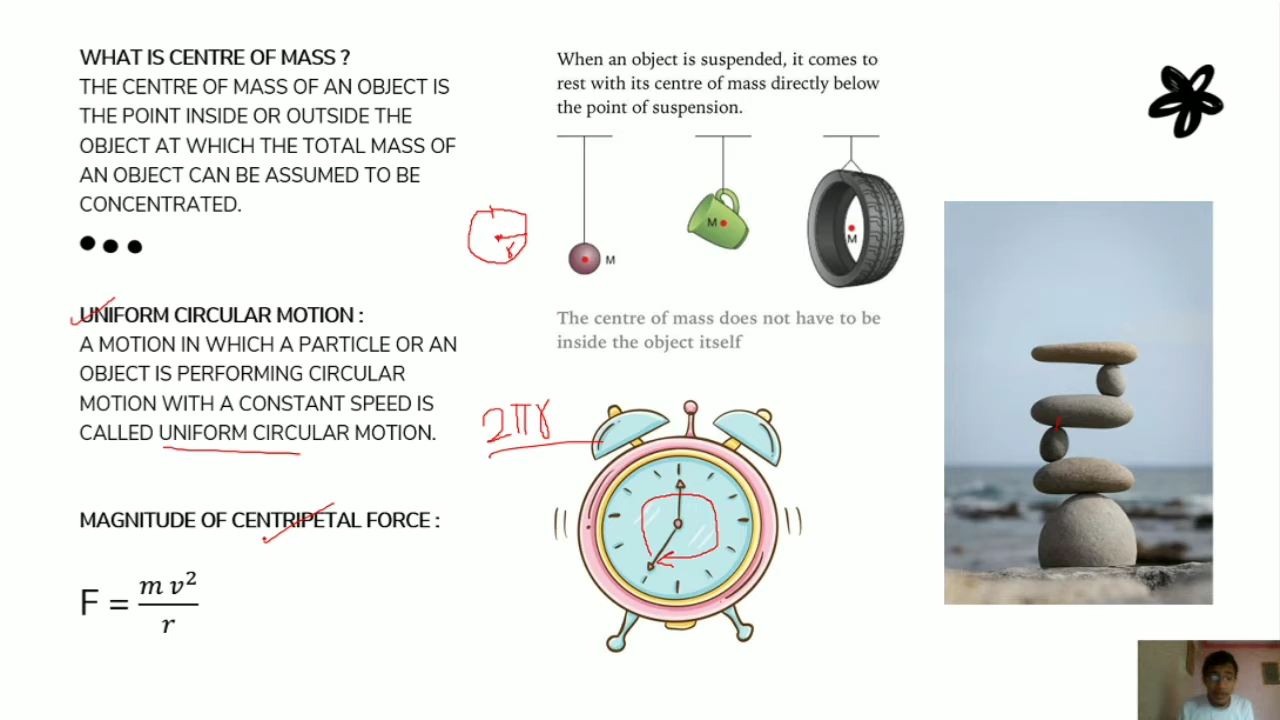 WHAT IS CENTRE OF MASS ?
THE CENTRE OF MASS OF AN OBJECT IS
THE POINT INSIDE OR OUTSIDE THE
OBJECT AT WHICH THE TOTAL MASS OF
AN OBJECT CAN BE ASSUMED TO BE
CONCENTRATED.
UNIFORM CIRCULAR MOTION :
A MOTION IN WHICH A PARTICLE OR AN
OBJECT IS PERFORMING CIRCULAR
MOTION WITH A CONSTANT SPEED IS
CALLED UNIFORM CIRCULAR MOTION.
MAGNITUDE OF CENTRIPETAL FORCE :
F = m v² / r
When an object is suspended, it comes to
rest with its centre of mass directly below
the point of suspension.
M
M
M
r
The centre of mass does not have to be
inside the object itself
2πr